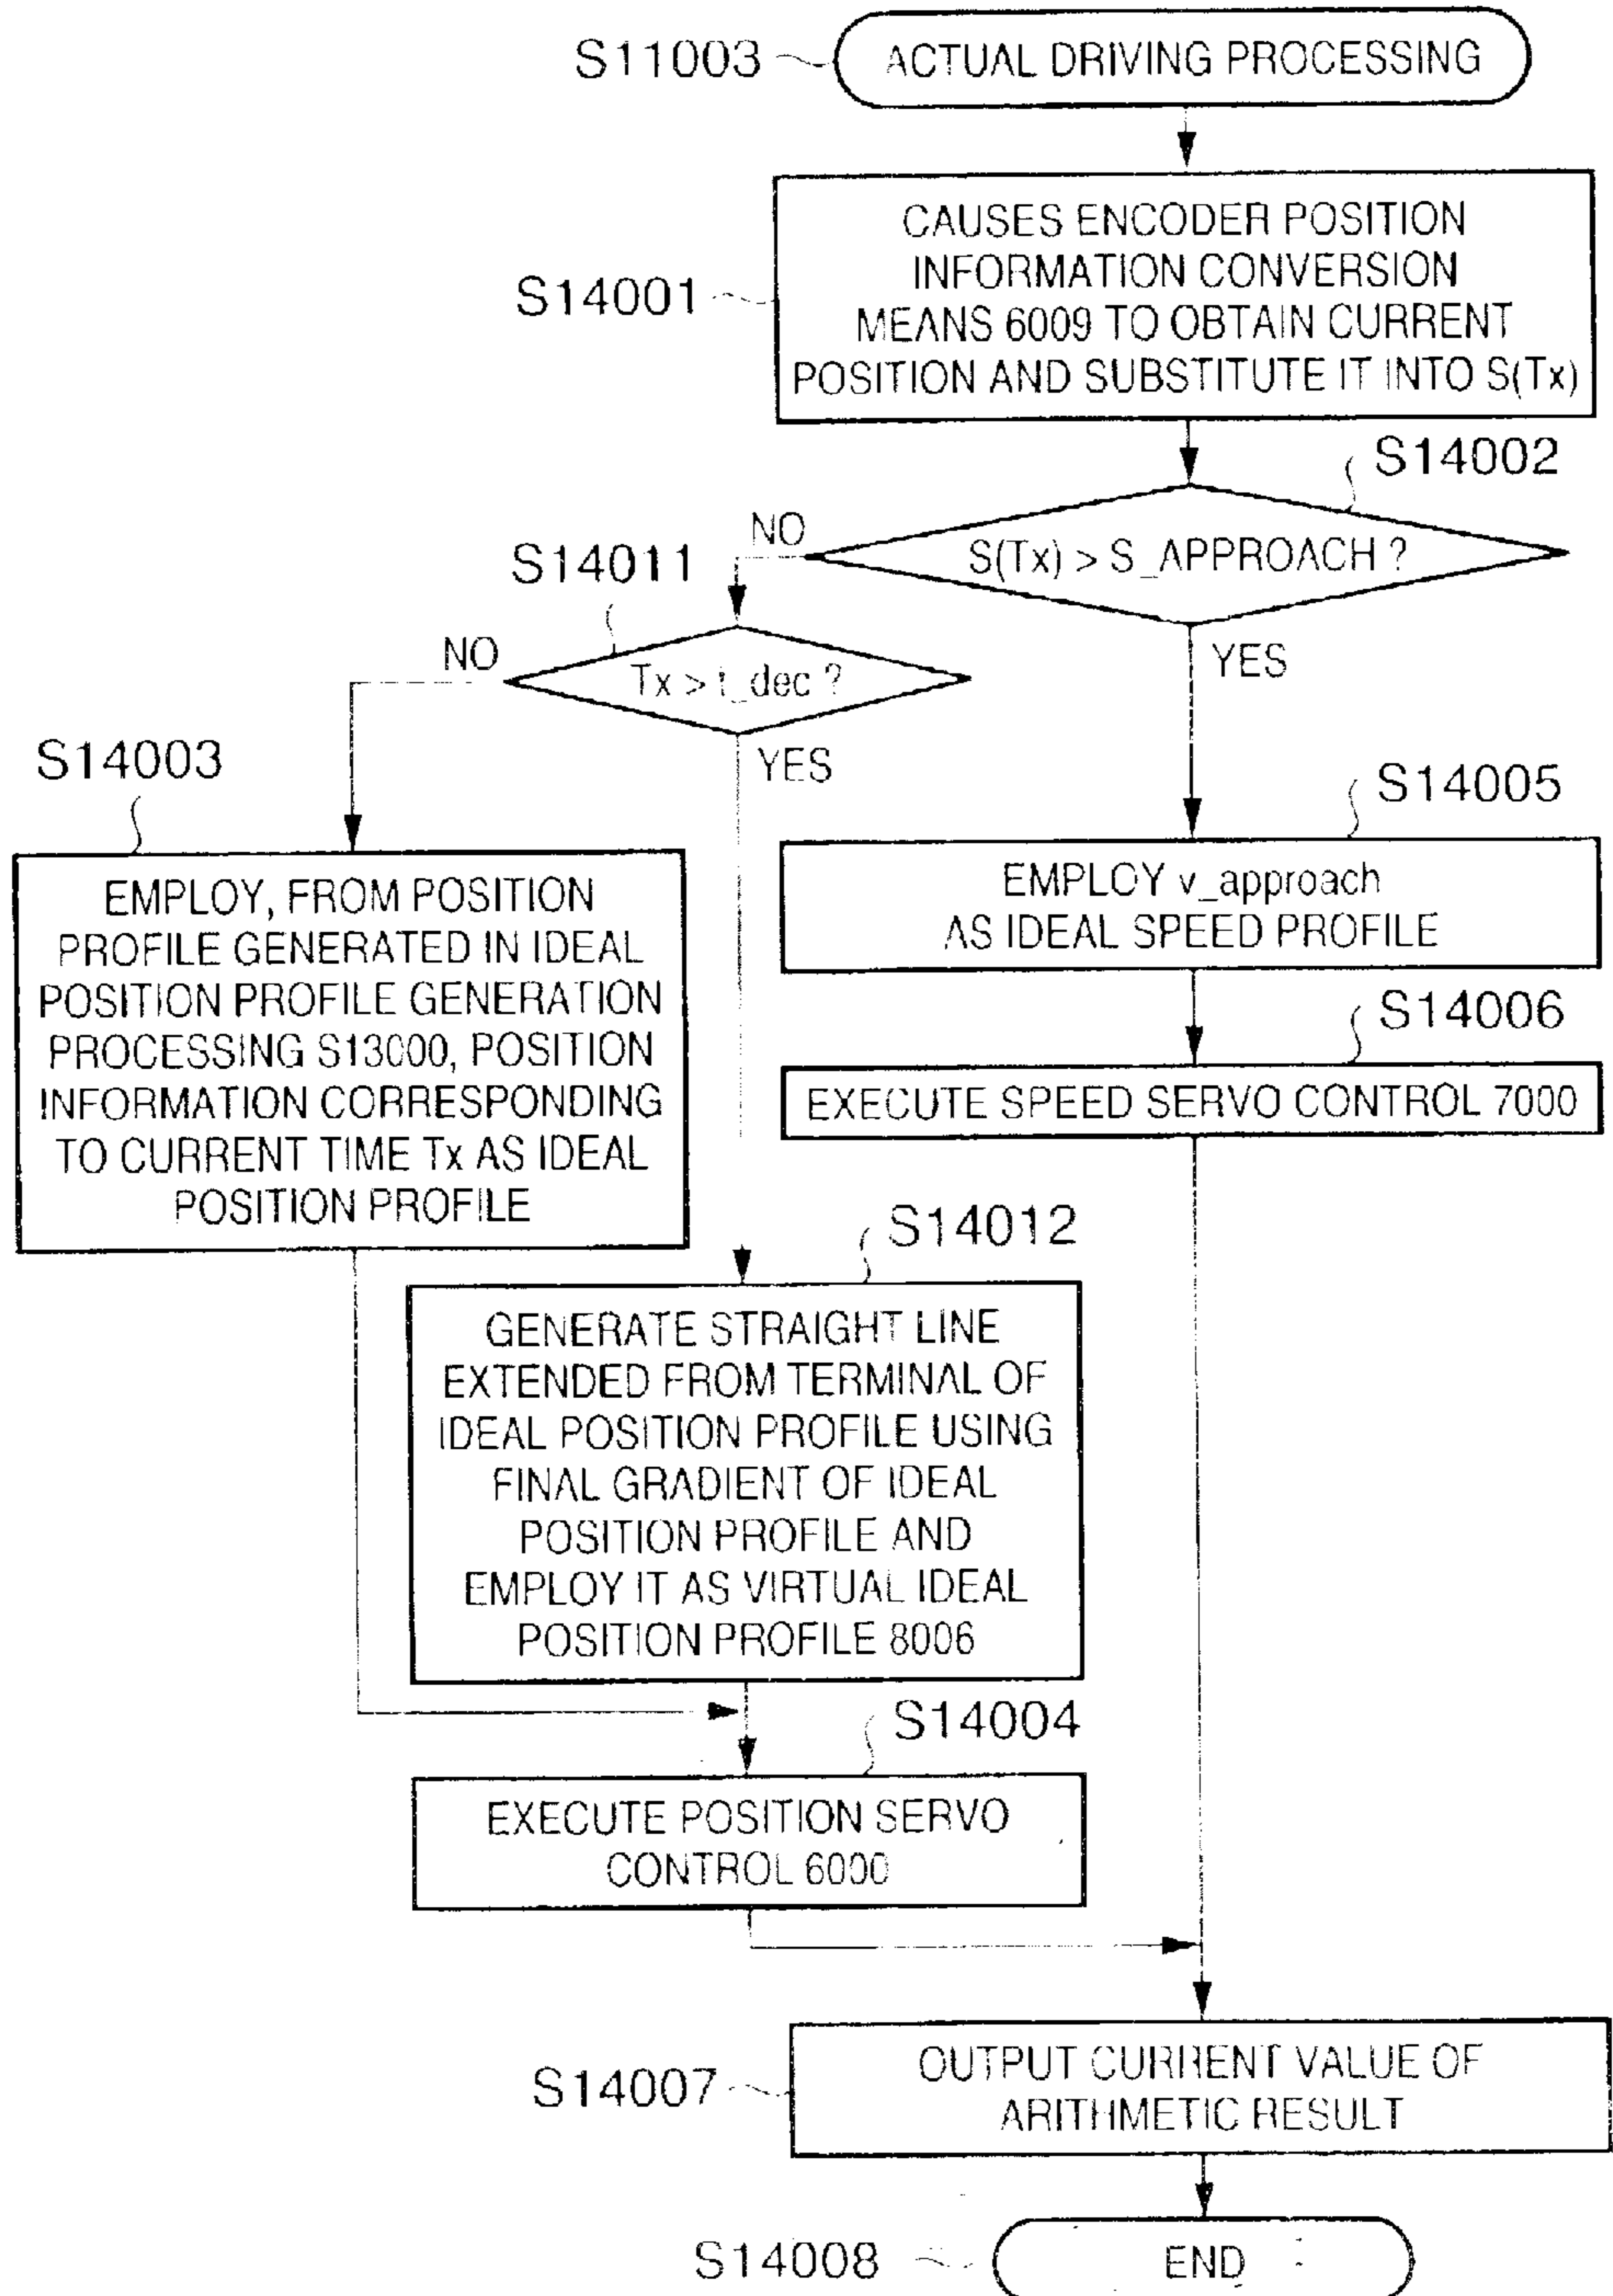 S11003
ACTUAL DRIVING PROCESSING
CAUSES ENCODER POSITION
INFORMATION CONVERSION
MEANS 6009 TO OBTAIN CURRENT
POSITION AND SUBSTITUTE IT INTO S(Tx)
S14001
S14002
S(Tx) > S_APPROACH ?
NO
YES
S14011
Tx > t_dec ?
NO
YES
S14003
EMPLOY, FROM POSITION
PROFILE GENERATED IN IDEAL
POSITION PROFILE GENERATION
PROCESSING S13000, POSITION
INFORMATION CORRESPONDING
TO CURRENT TIME Tx AS IDEAL
POSITION PROFILE
S14005
EMPLOY v_approach
AS IDEAL SPEED PROFILE
S14006
EXECUTE SPEED SERVO CONTROL 7000
S14012
GENERATE STRAIGHT LINE
EXTENDED FROM TERMINAL OF
IDEAL POSITION PROFILE USING
FINAL GRADIENT OF IDEAL
POSITION PROFILE AND
EMPLOY IT AS VIRTUAL IDEAL
POSITION PROFILE 8006
S14004
EXECUTE POSITION SERVO
CONTROL 6000
S14007
OUTPUT CURRENT VALUE OF
ARITHMETIC RESULT
S14008
END